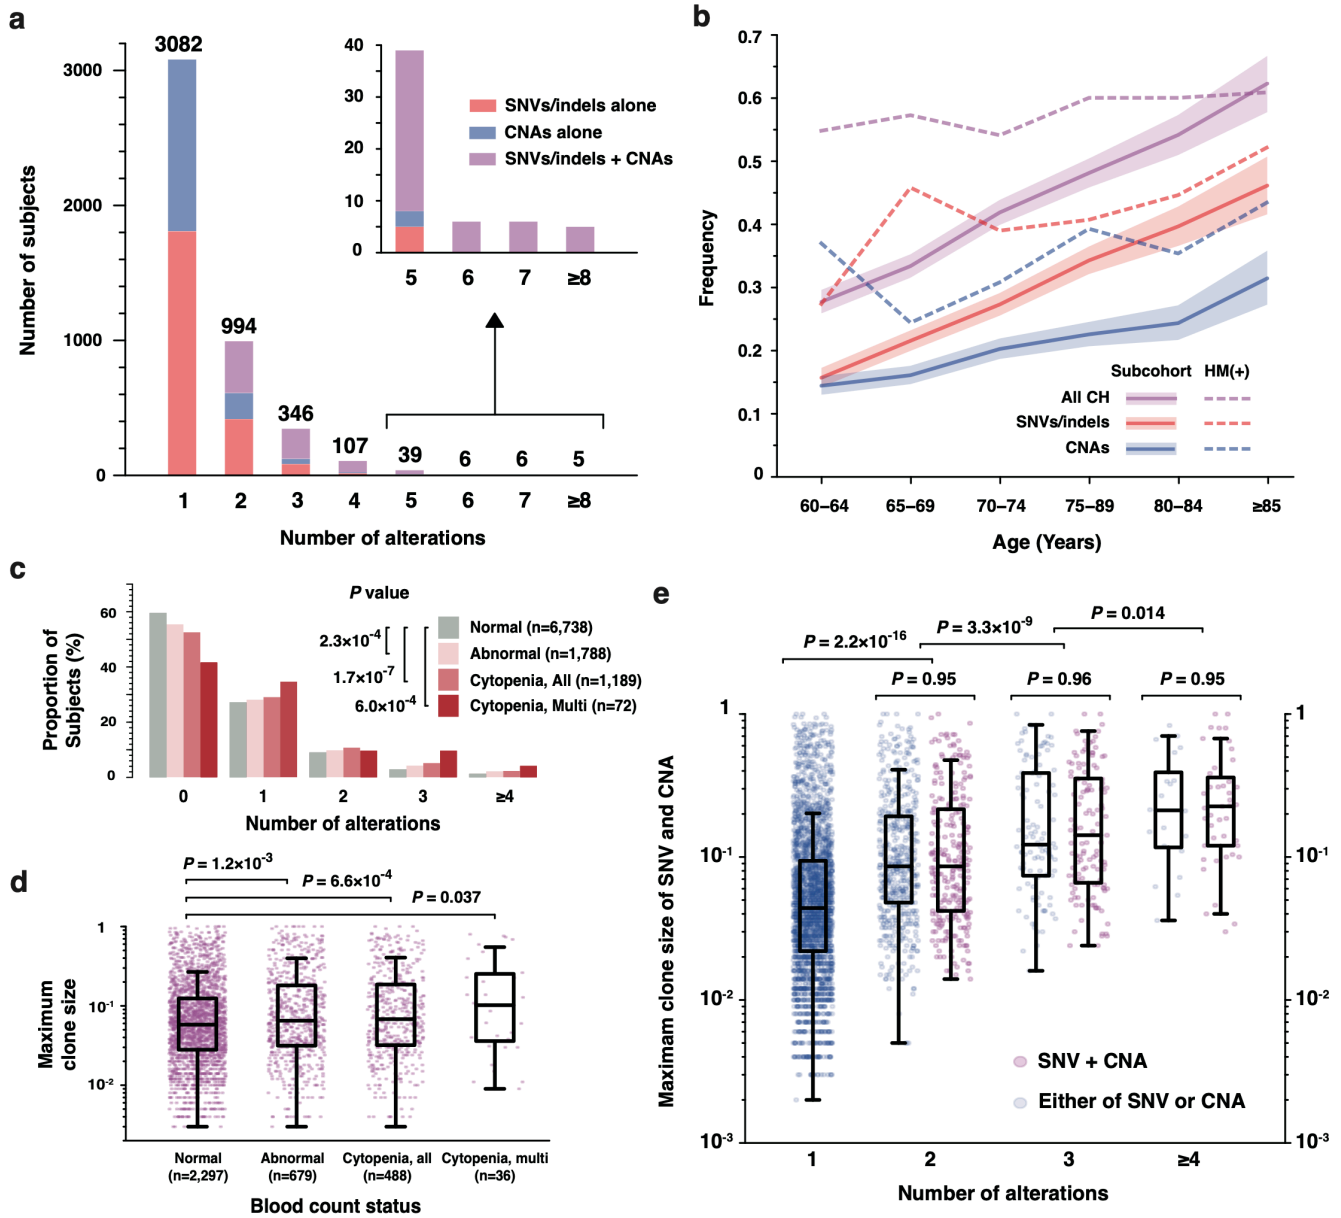 a
3082
994
346
107
39
6
6
5
3000
2000
1000
0
Number of subjects
1 2 3 4 5 6 7 ≥8
Number of alterations
40
30
20
10
0
5 6 7 ≥8
SNVs/indels alone
CNAs alone
SNVs/indels + CNAs
b
0.7
0.6
0.5
0.4
0.3
0.2
0.1
0
Frequency
Subcohort HM(+)
All CH
SNVs/indels
CNAs
60–64 65–69 70–74 75–89 80–84 ≥85
Age (Years)
c
60
40
20
0
Proportion of
Subjects (%)
P value
2.3×10-4
1.7×10-7
6.0×10-4
Normal (n=6,738)
Abnormal (n=1,788)
Cytopenia, All (n=1,189)
Cytopenia, Multi (n=72)
0 1 2 3 ≥4
Number of alterations
d
P = 1.2×10-3
P = 6.6×10-4
P = 0.037
1
10-1
10-2
Maximum
clone size
Normal Abnormal Cytopenia, all Cytopenia, multi
(n=2,297) (n=679) (n=488) (n=36)
Blood count status
e
P = 0.014
P = 3.3×10-9
P = 2.2×10-16
P = 0.95 P = 0.96 P = 0.95
1 1
10-1 10-1
10-2 10-2
10-3 10-3
Maximam clone size of SNV and CNA
SNV + CNA
Either of SNV or CNA
1 2 3 ≥4
Number of alterations